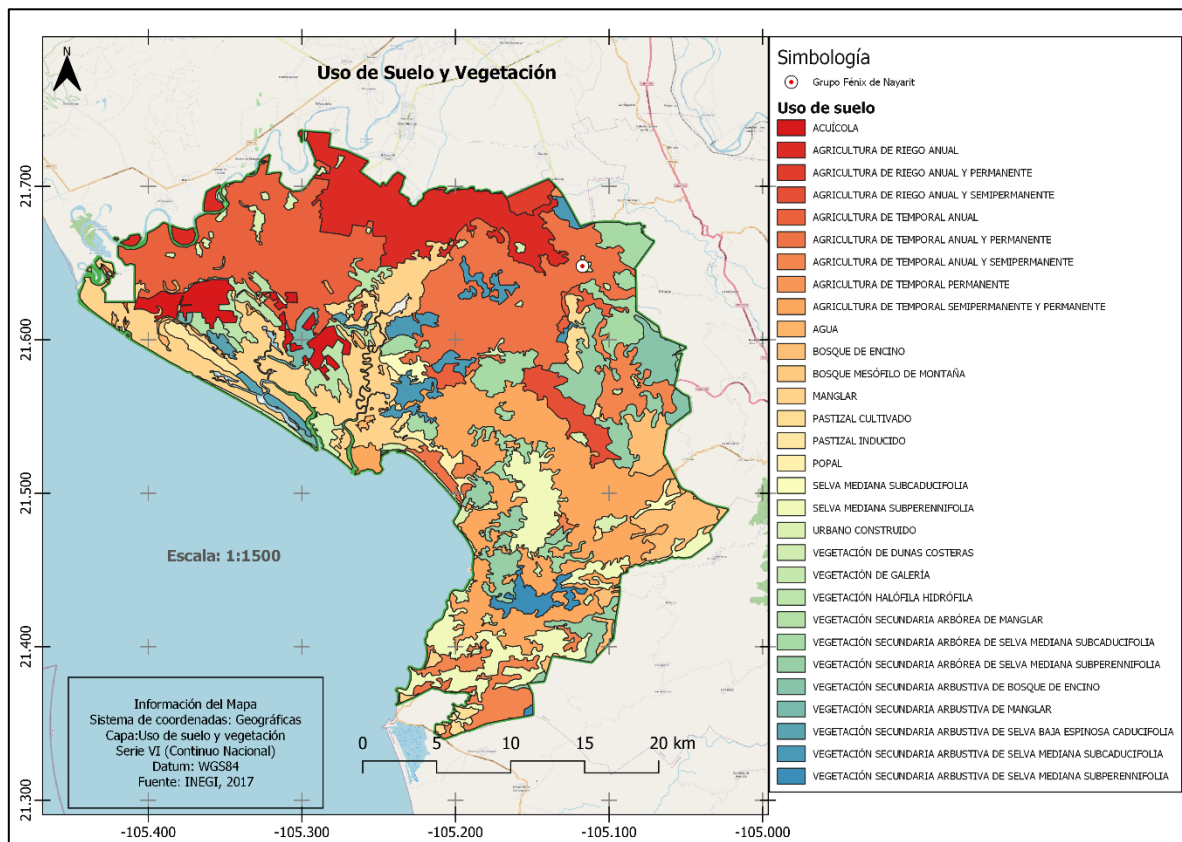 N
Uso de Suelo y Vegetación
Escala: 1:1500
Información del Mapa
Sistema de coordenadas: Geográficas
Capa:Uso de suelo y vegetación
Serie VI (Continuo Nacional)
Datum: WGS84
Fuente: INEGI, 2017
0 5 10 15 20 km
21.700
21.600
21.500
21.400
21.300
-105.400 -105.300 -105.200 -105.100 -105.000
Simbología
Grupo Fénix de Nayarit
Uso de suelo
ACUÍCOLA
AGRICULTURA DE RIEGO ANUAL
AGRICULTURA DE RIEGO ANUAL Y PERMANENTE
AGRICULTURA DE RIEGO ANUAL Y SEMIPERMANENTE
AGRICULTURA DE TEMPORAL ANUAL
AGRICULTURA DE TEMPORAL ANUAL Y PERMANENTE
AGRICULTURA DE TEMPORAL ANUAL Y SEMIPERMANENTE
AGRICULTURA DE TEMPORAL PERMANENTE
AGRICULTURA DE TEMPORAL SEMIPERMANENTE Y PERMANENTE
AGUA
BOSQUE DE ENCINO
BOSQUE MESÓFILO DE MONTAÑA
MANGLAR
PASTIZAL CULTIVADO
PASTIZAL INDUCIDO
POPAL
SELVA MEDIANA SUBCADUCIFOLIA
SELVA MEDIANA SUBPERENNIFOLIA
URBANO CONSTRUIDO
VEGETACIÓN DE DUNAS COSTERAS
VEGETACIÓN DE GALERÍA
VEGETACIÓN HALÓFILA HIDRÓFILA
VEGETACIÓN SECUNDARIA ARBÓREA DE MANGLAR
VEGETACIÓN SECUNDARIA ARBÓREA DE SELVA MEDIANA SUBCADUCIFOLIA
VEGETACIÓN SECUNDARIA ARBÓREA DE SELVA MEDIANA SUBPERENNIFOLIA
VEGETACIÓN SECUNDARIA ARBUSTIVA DE BOSQUE DE ENCINO
VEGETACIÓN SECUNDARIA ARBUSTIVA DE MANGLAR
VEGETACIÓN SECUNDARIA ARBUSTIVA DE SELVA BAJA ESPINOSA CADUCIFOLIA
VEGETACIÓN SECUNDARIA ARBUSTIVA DE SELVA MEDIANA SUBCADUCIFOLIA
VEGETACIÓN SECUNDARIA ARBUSTIVA DE SELVA MEDIANA SUBPERENNIFOLIA